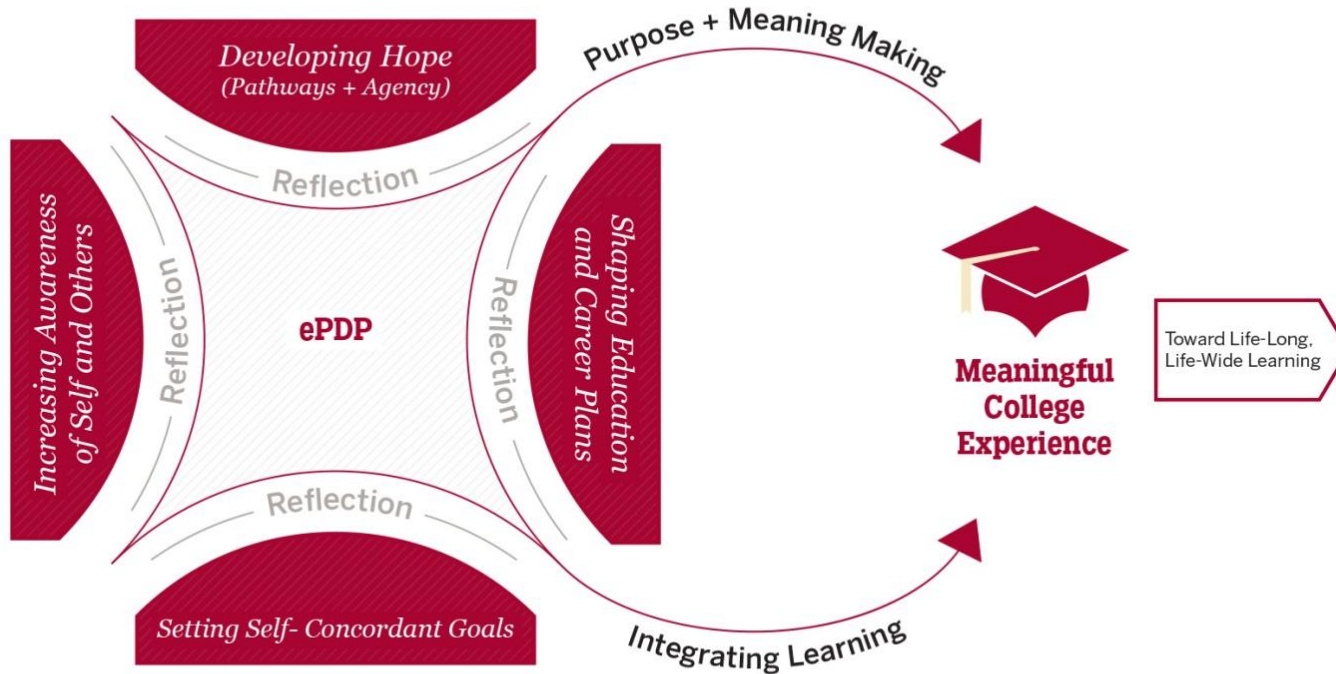 Developing Hope
(Pathways + Agency)
Purpose + Meaning Making
Reflection
Increasing Awareness
of Self and Others
Reflection
ePDP
Reflection
Shaping Education
and Career Plans
Reflection
Setting Self- Concordant Goals
Integrating Learning
Meaningful
College
Experience
Toward Life-Long,
Life-Wide Learning